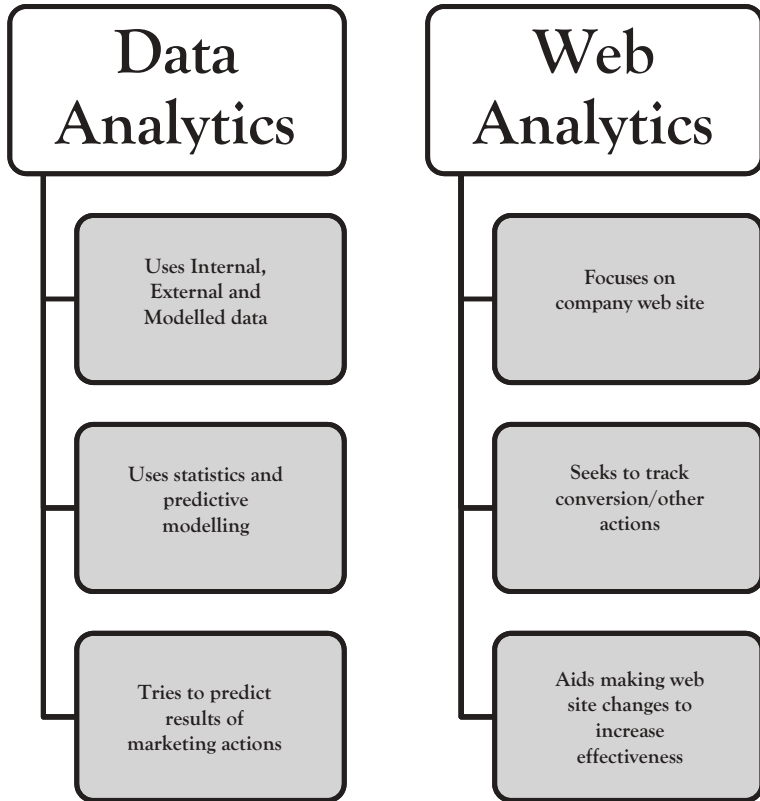 Data
Analytics
Uses Internal,
External and
Modelled data
Uses statistics and
predictive
modelling
Tries to predict
results of
marketing actions
Web
Analytics
Focuses on
company web site
Seeks to track
conversion/other
actions
Aids making web
site changes to
increase
effectiveness